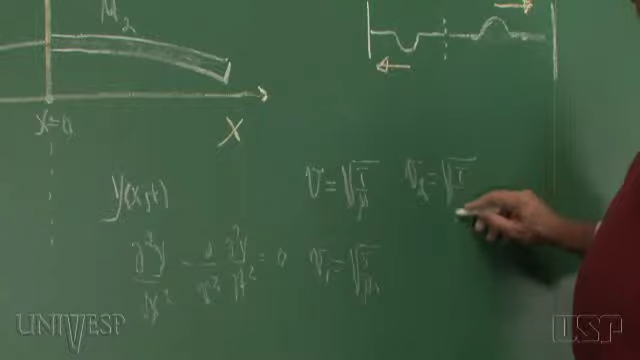 μ₂
x=0
X
y(x,t)
v = √(T/μ) v₂ = √(T
∂²y/∂x² - 1/v² ∂²y/∂t² = 0 v₁ = √(T/μ₁)
UNIVESP
USP